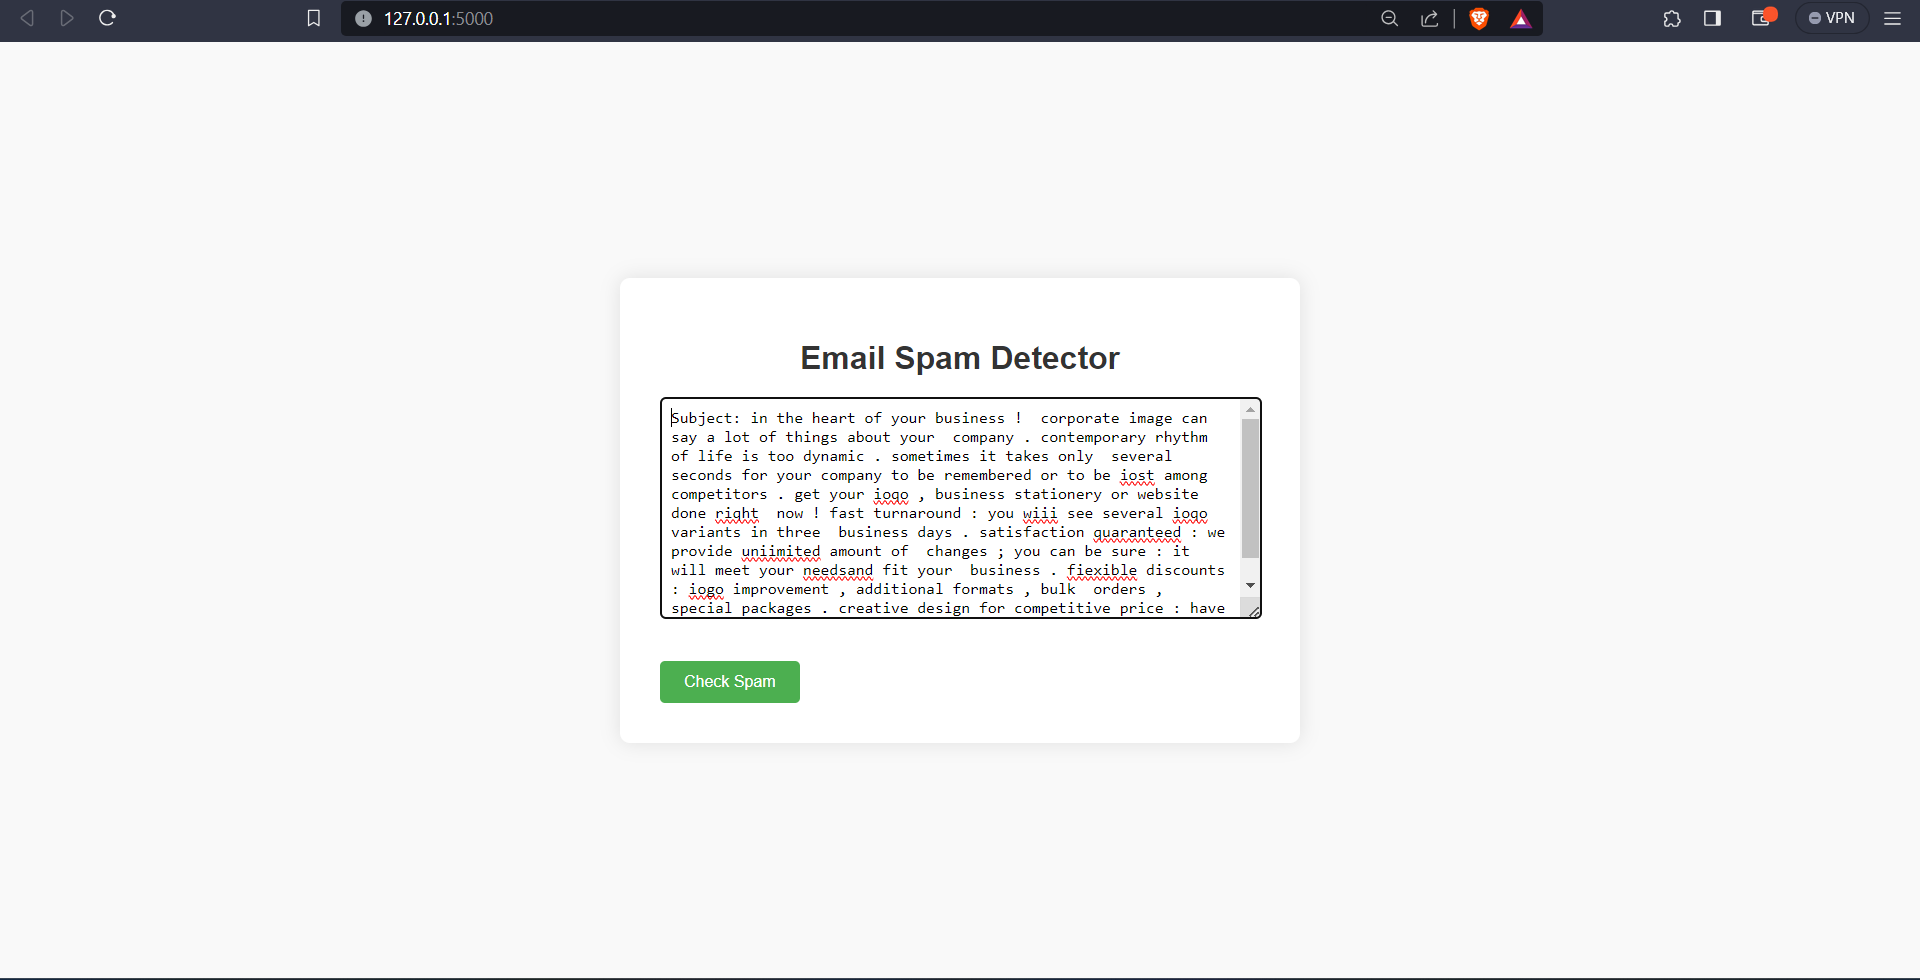 127.0.0.1:5000
VPN
Email Spam Detector
Subject: in the heart of your business !  corporate image can
say a lot of things about your  company . contemporary rhythm
of life is too dynamic . sometimes it takes only  several
seconds for your company to be remembered or to be iost among
competitors . get your ioqo , business stationery or website
done riqht  now ! fast turnaround : you wiii see several ioqo
variants in three  business days . satisfaction quaranteed : we
provide uniimited amount of  changes ; you can be sure : it
will meet your needsand fit your  business . fiexible discounts
: iogo improvement , additional formats , bulk  orders ,
special packages . creative design for competitive price : have
Check Spam